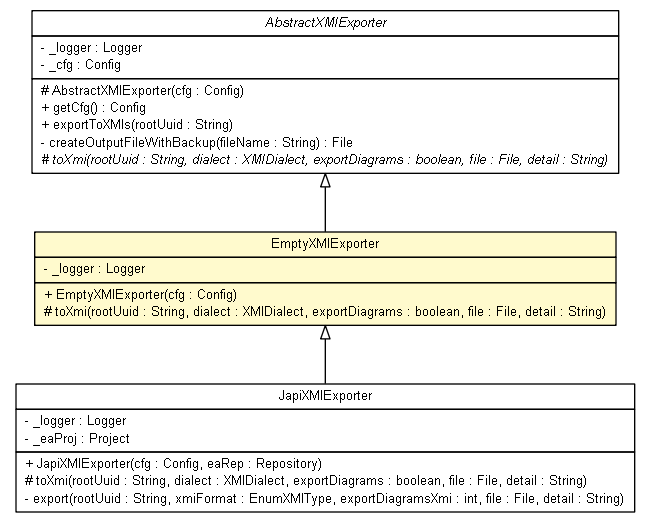 AbstractXMIExporter
- _logger : Logger
- _cfg : Config
# AbstractXMIExporter(cfg : Config)
+ getCfg() : Config
+ exportToXMIs(rootUuid : String)
- createOutputFileWithBackup(fileName : String) : File
# toXmi(rootUuid : String, dialect : XMIDialect, exportDiagrams : boolean, file : File, detail : String)
EmptyXMIExporter
- _logger : Logger
+ EmptyXMIExporter(cfg : Config)
# toXmi(rootUuid : String, dialect : XMIDialect, exportDiagrams : boolean, file : File, detail : String)
JapiXMIExporter
- _logger : Logger
- _eaProj : Project
+ JapiXMIExporter(cfg : Config, eaRep : Repository)
# toXmi(rootUuid : String, dialect : XMIDialect, exportDiagrams : boolean, file : File, detail : String)
- export(rootUuid : String, xmiFormat : EnumXMIType, exportDiagramsXmi : int, file : File, detail : String)